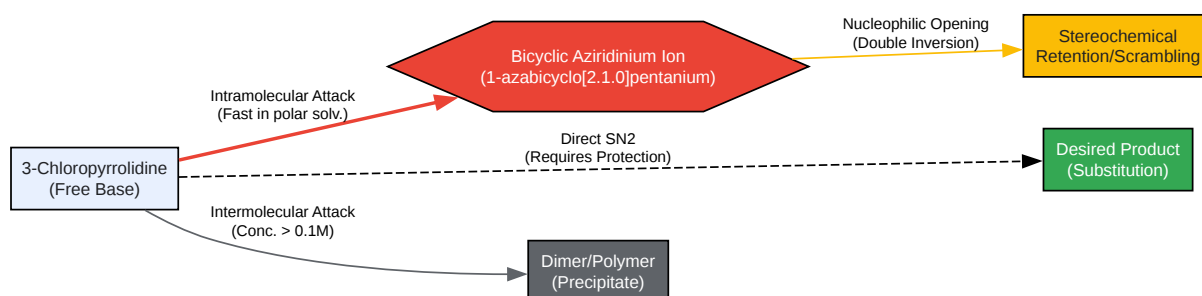 Nucleophilic Opening
(Double Inversion)
Stereochemical
Retention/Scrambling
Bicyclic Aziridinium Ion
(1-azabicyclo[2.1.0]pentanium)
Intramolecular Attack
(Fast in polar solv.)
Direct SN2
(Requires Protection)
Desired Product
(Substitution)
3-Chloropyrrolidine
(Free Base)
Intermolecular Attack
(Conc. > 0.1M)
Dimer/Polymer
(Precipitate)